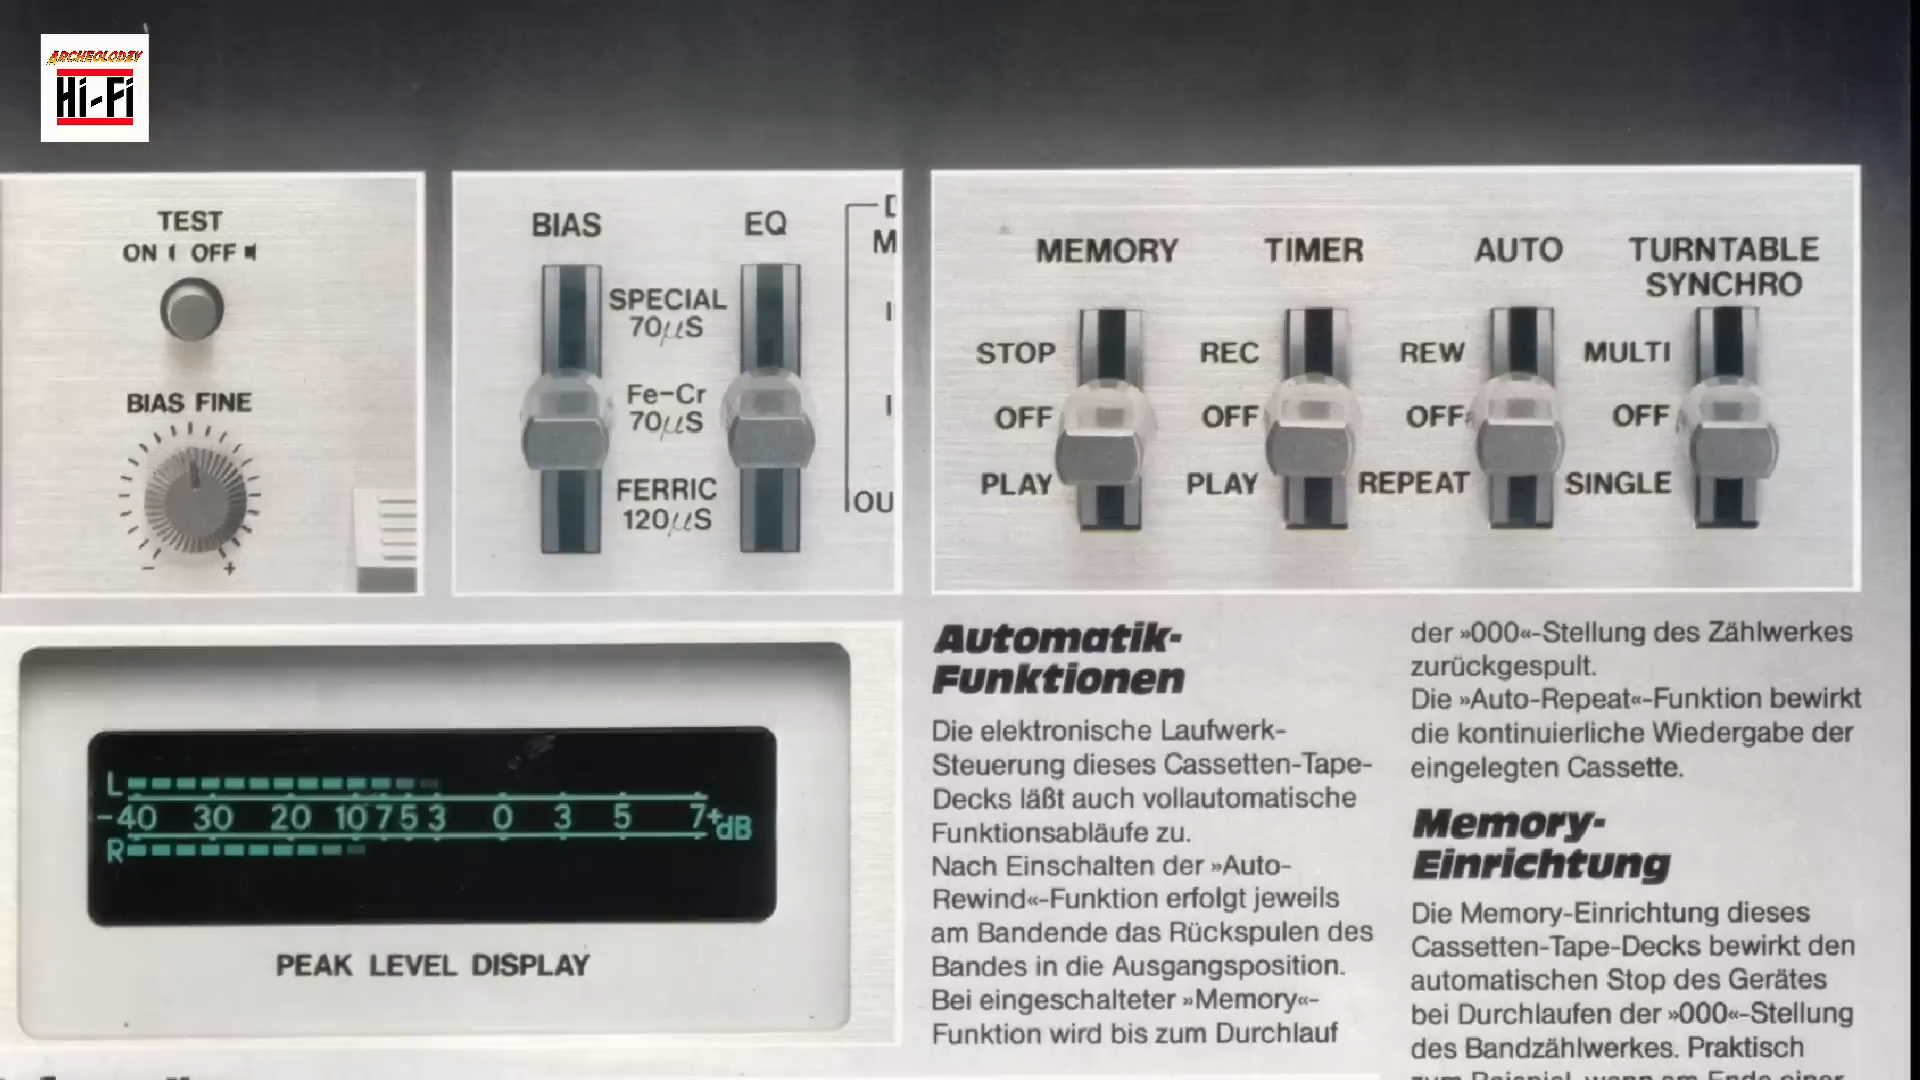 ARCHEOLODZY
Hi-Fi
TEST
ON OFF
BIAS FINE
- +
BIAS EQ
SPECIAL
70μS
Fe-Cr
70μS
FERRIC
120μS
M
OU
MEMORY TIMER AUTO TURNTABLE
SYNCHRO
STOP REC REW MULTI
OFF OFF OFF OFF
PLAY PLAY REPEAT SINGLE
L
-40 30 20 10 7 5 3 0 3 5 7+dB
R
PEAK LEVEL DISPLAY
Automatik-
Funktionen
Die elektronische Laufwerk-
Steuerung dieses Cassetten-Tape-
Decks läßt auch vollautomatische
Funktionsabläufe zu.
Nach Einschalten der »Auto-
Rewind«-Funktion erfolgt jeweils
am Bandende das Rückspulen des
Bandes in die Ausgangsposition.
Bei eingeschalteter »Memory«-
Funktion wird bis zum Durchlauf
der »000«-Stellung des Zählwerkes
zurückgespult.
Die »Auto-Repeat«-Funktion bewirkt
die kontinuierliche Wiedergabe der
eingelegten Cassette.
Memory-
Einrichtung
Die Memory-Einrichtung dieses
Cassetten-Tape-Decks bewirkt den
automatischen Stop des Gerätes
bei Durchlaufen der »000«-Stellung
des Bandzählwerkes. Praktisch